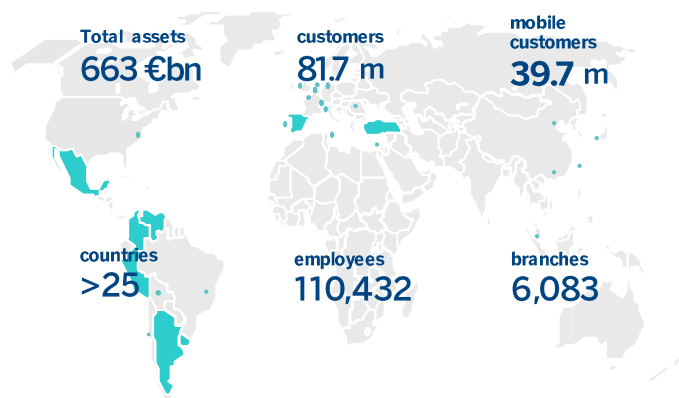 Total assets
663 €bn
customers
81.7 m
mobile
customers
39.7 m
countries
>25
employees
110,432
branches
6,083